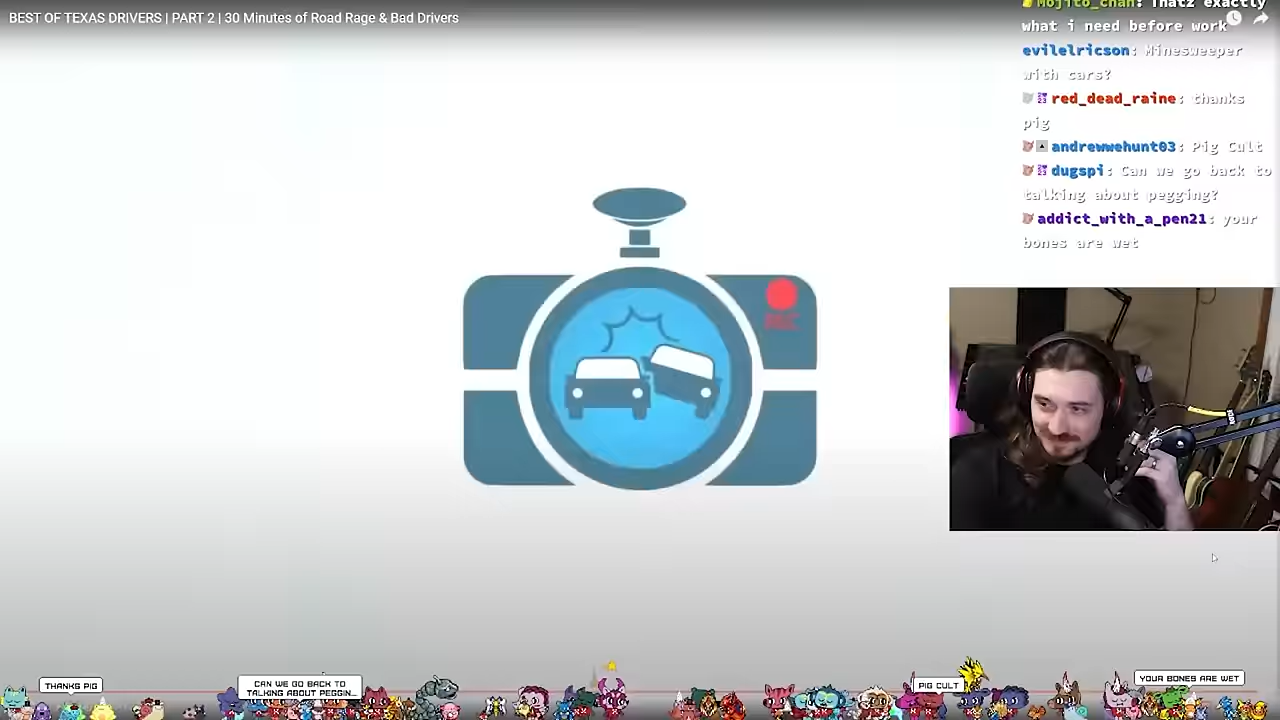 BEST OF TEXAS DRIVERS | PART 2 | 30 Minutes of Road Rage & Bad Drivers
Mojito_chan: Thatz exactly
what i need before work
evilelricson: Minesweeper
with cars?
red_dead_raine: thanks
pig
andrewwehunt03: Pig Cult
dugspi: Can we go back to
talking about pegging?
addict_with_a_pen21: your
bones are wet
REC
THANKS PIG
CAN WE GO BACK TO
TALKING ABOUT PEGGIN...
PIG CULT
YOUR BONES ARE WET